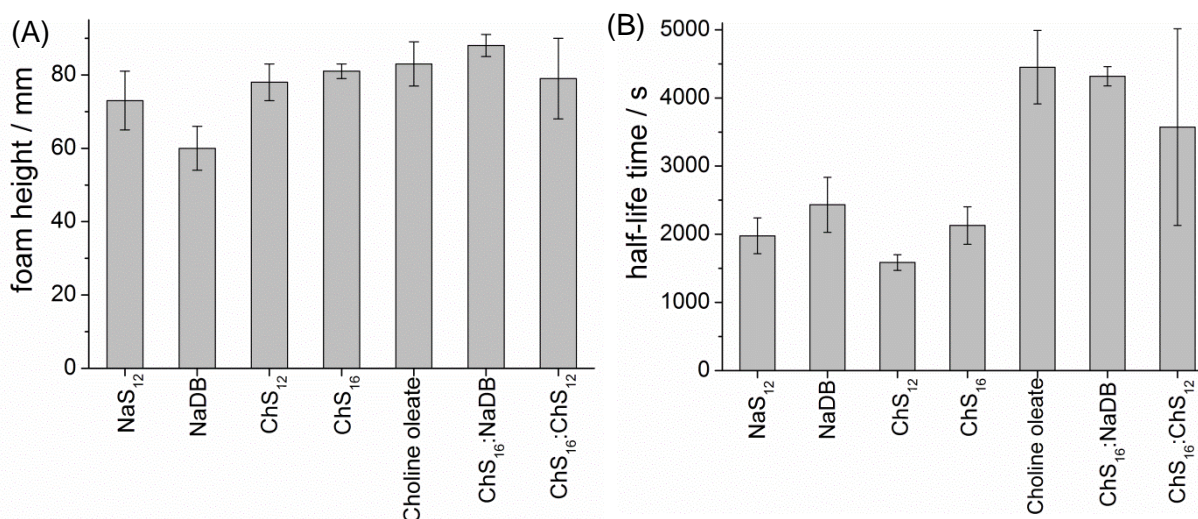 (A)
foam height / mm
80
60
40
20
0
NaS₁₂
NaDB
ChS₁₂
ChS₁₆
Choline oleate
ChS₁₆:NaDB
ChS₁₆:ChS₁₂
(B)
half-life time / s
5000
4000
3000
2000
1000
0
NaS₁₂
NaDB
ChS₁₂
ChS₁₆
Choline oleate
ChS₁₆:NaDB
ChS₁₆:ChS₁₂